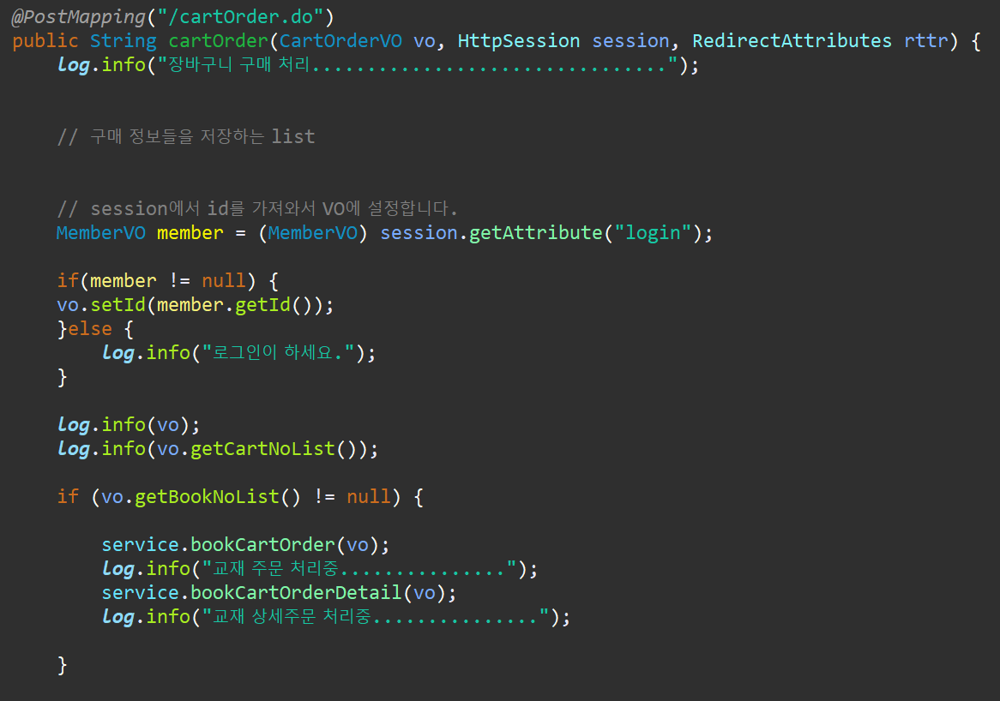 @PostMapping("/cartOrder.do")
public String cartOrder(CartOrderVO vo, HttpSession session, RedirectAttributes rttr) {
log.info("장바구니 구매 처리................................");
// 구매 정보들을 저장하는 list
// session에서 id를 가져와서 VO에 설정합니다.
MemberVO member = (MemberVO) session.getAttribute("login");
if(member != null) {
vo.setId(member.getId());
}else {
log.info("로그인이 하세요.");
}
log.info(vo);
log.info(vo.getCartNoList());
if (vo.getBookNoList() != null) {
service.bookCartOrder(vo);
log.info("교재 주문 처리중...............");
service.bookCartOrderDetail(vo);
log.info("교재 상세주문 처리중...............");
}